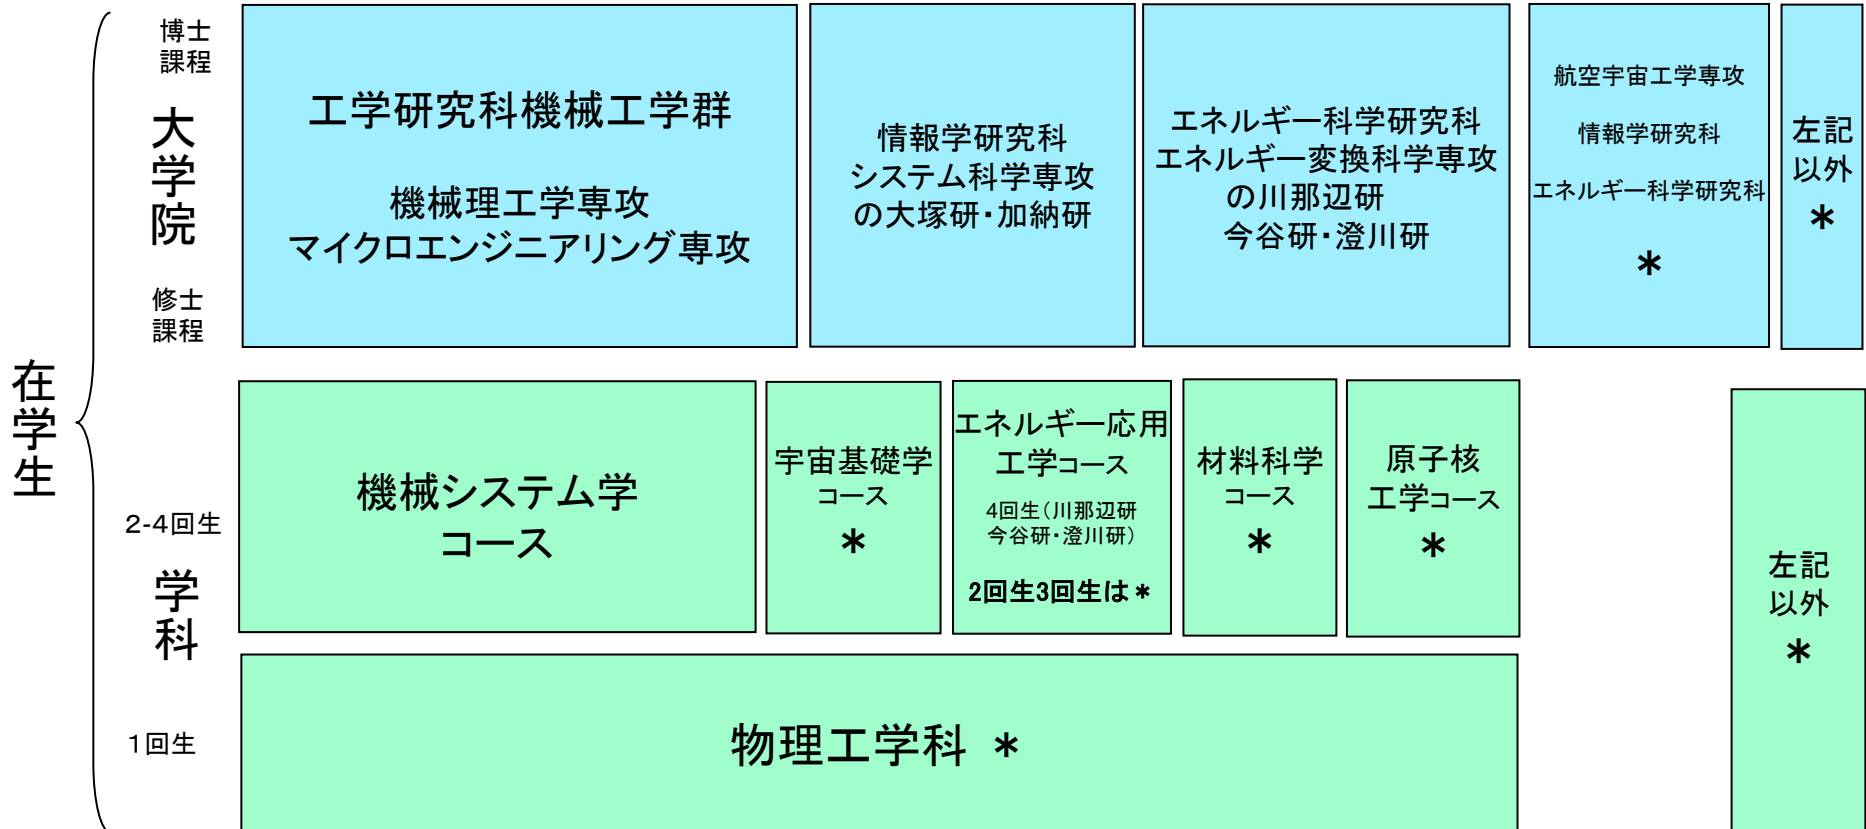 在学生
博士
課程
大学院
修士
課程
工学研究科機械工学群
機械理工学専攻
マイクロエンジニアリング専攻
情報学研究科
システム科学専攻
の大塚研・加納研
エネルギー科学研究科
エネルギー変換科学専攻
の川那辺研
今谷研・澄川研
航空宇宙工学専攻
情報学研究科
エネルギー科学研究科
*
左記
以外
*
2-4回生
学科
1回生
機械システム学
コース
宇宙基礎学
コース
*
エネルギー応用
工学コース
4回生(川那辺研
今谷研・澄川研)
2回生3回生は*
材料科学
コース
*
原子核
工学コース
*
左記
以外
*
物理工学科 *